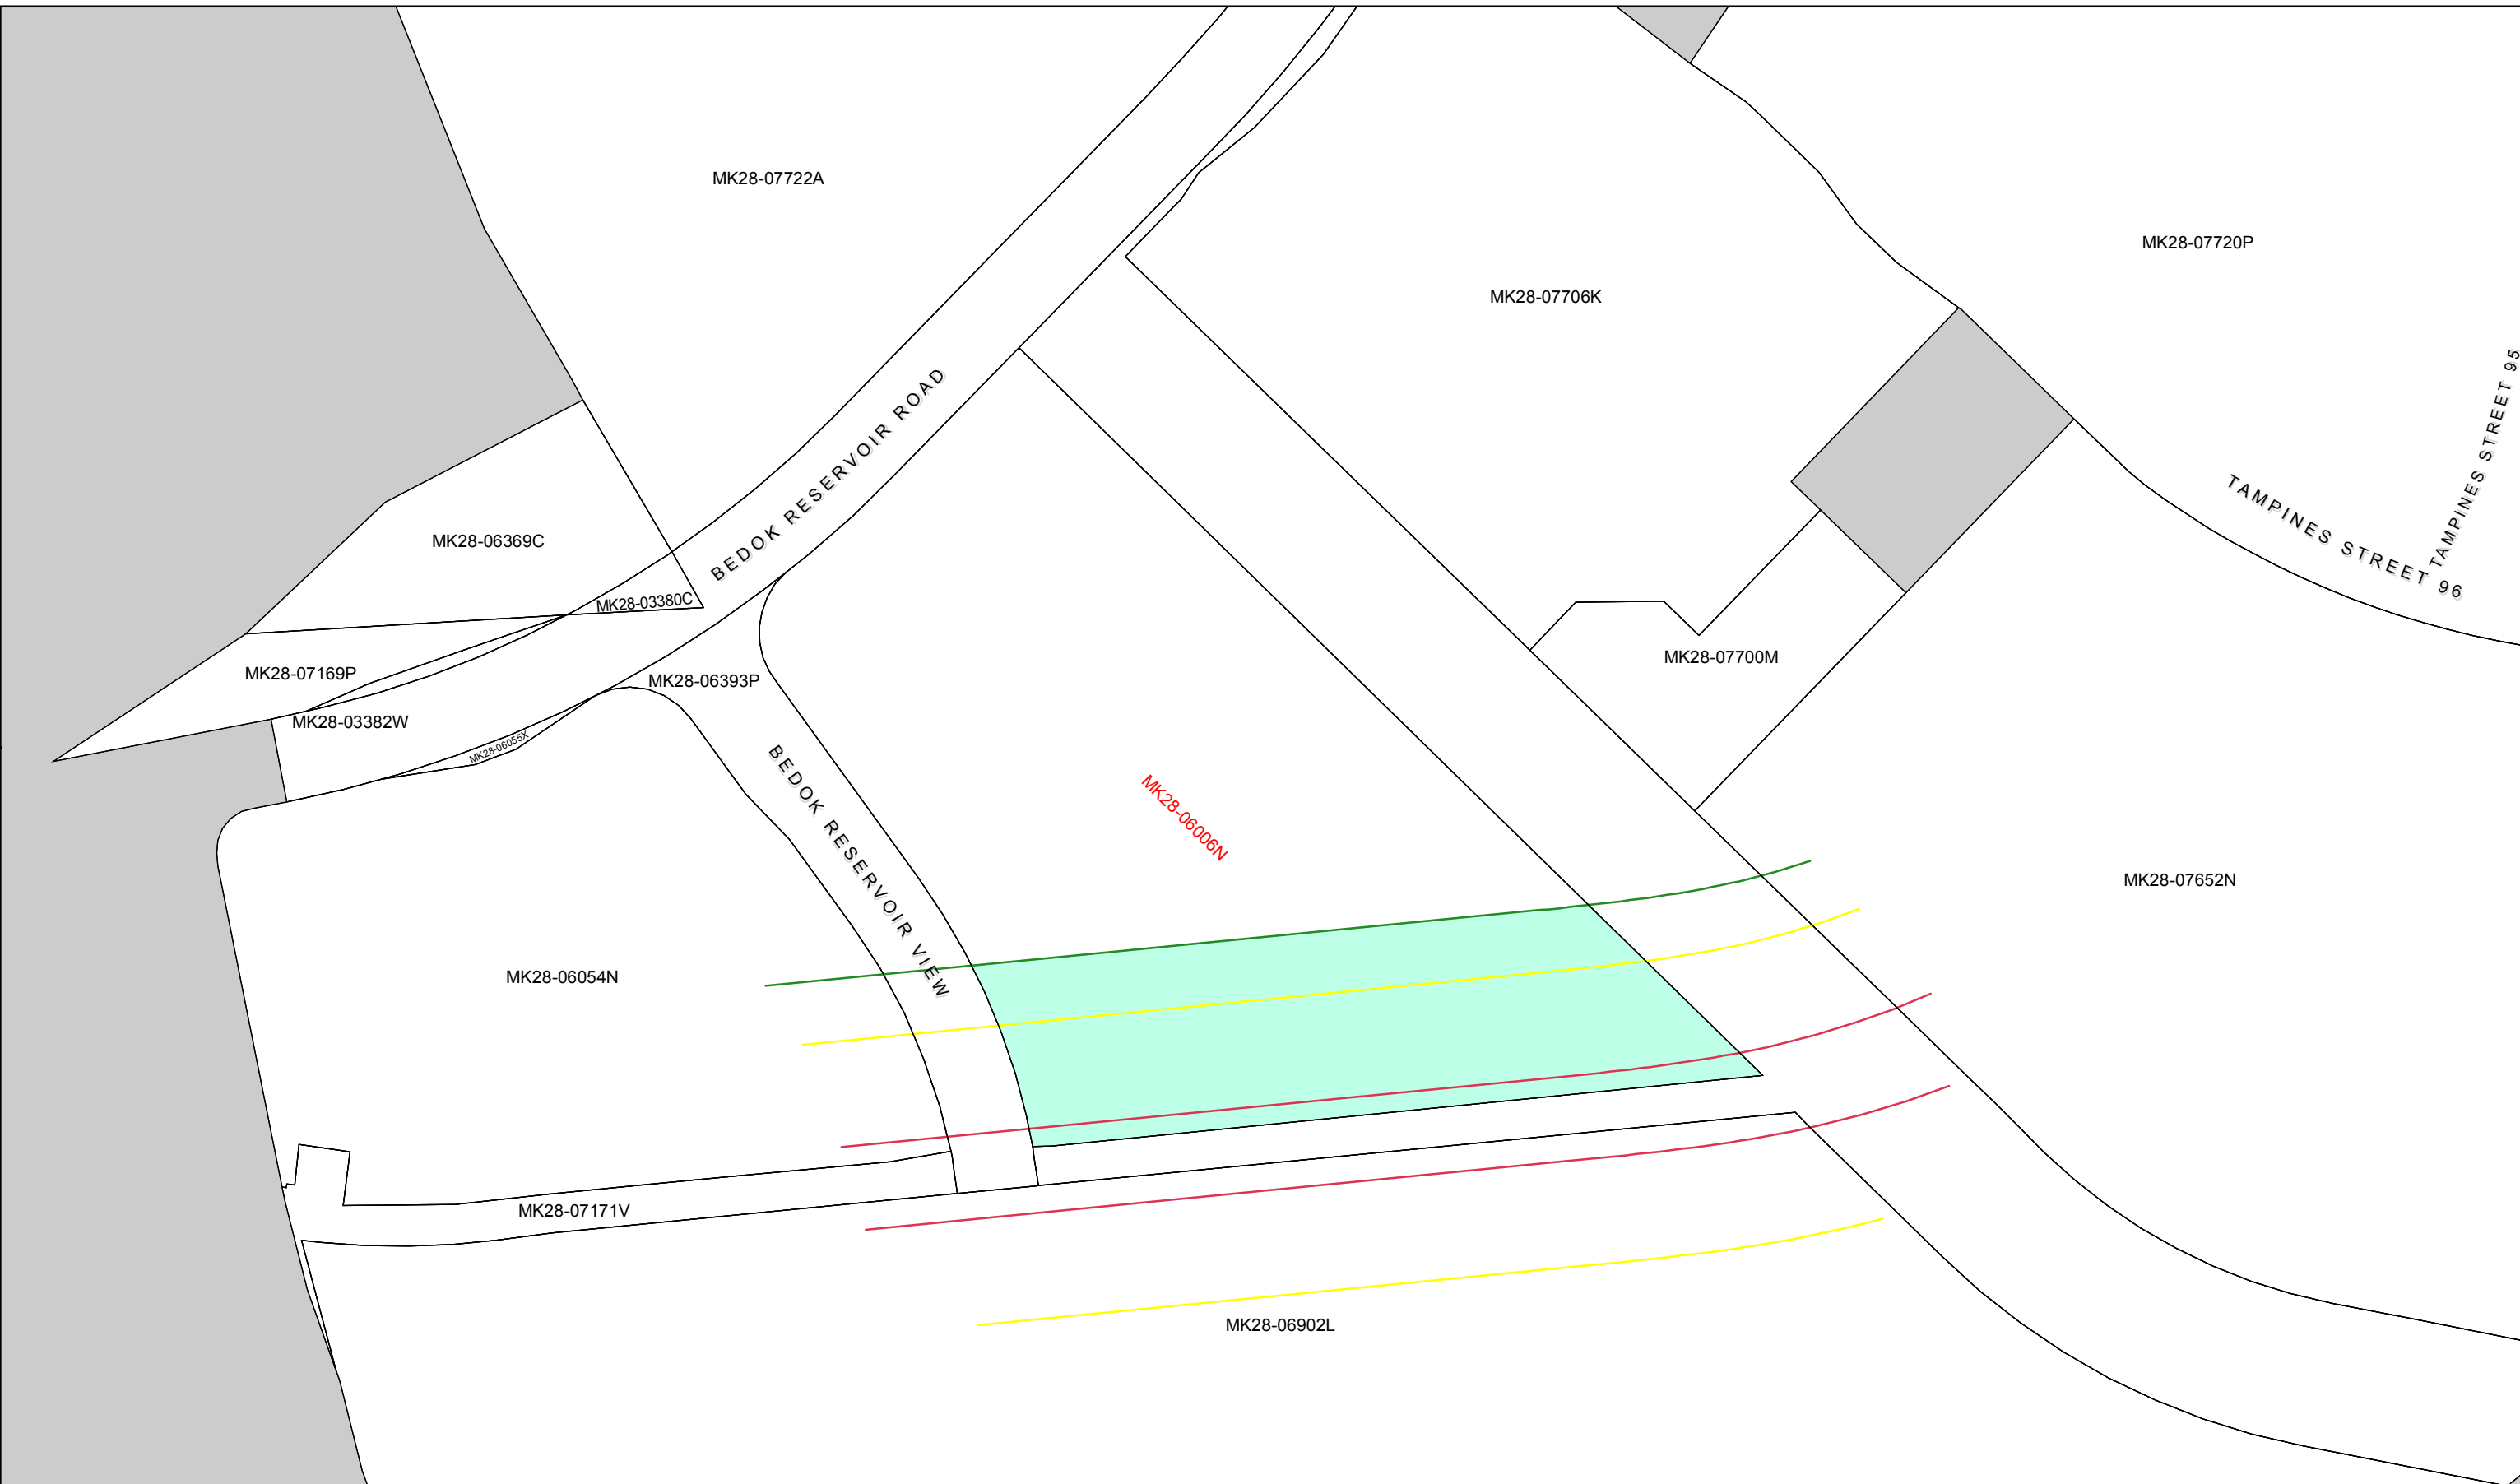 MK28-07722A
MK28-07720P
MK28-07706K
TAMPINES STREET 95
BEDOK RESERVOIR ROAD
TAMPINES STREET 96
MK28-06369C
MK28-03380C
MK28-07700M
MK28-07169P
MK28-06393P
MK28-03382W
MK28-06055X
BEDOK RESERVOIR VIEW
MK28-06006N
MK28-07652N
MK28-06054N
MK28-07171V
MK28-06902L